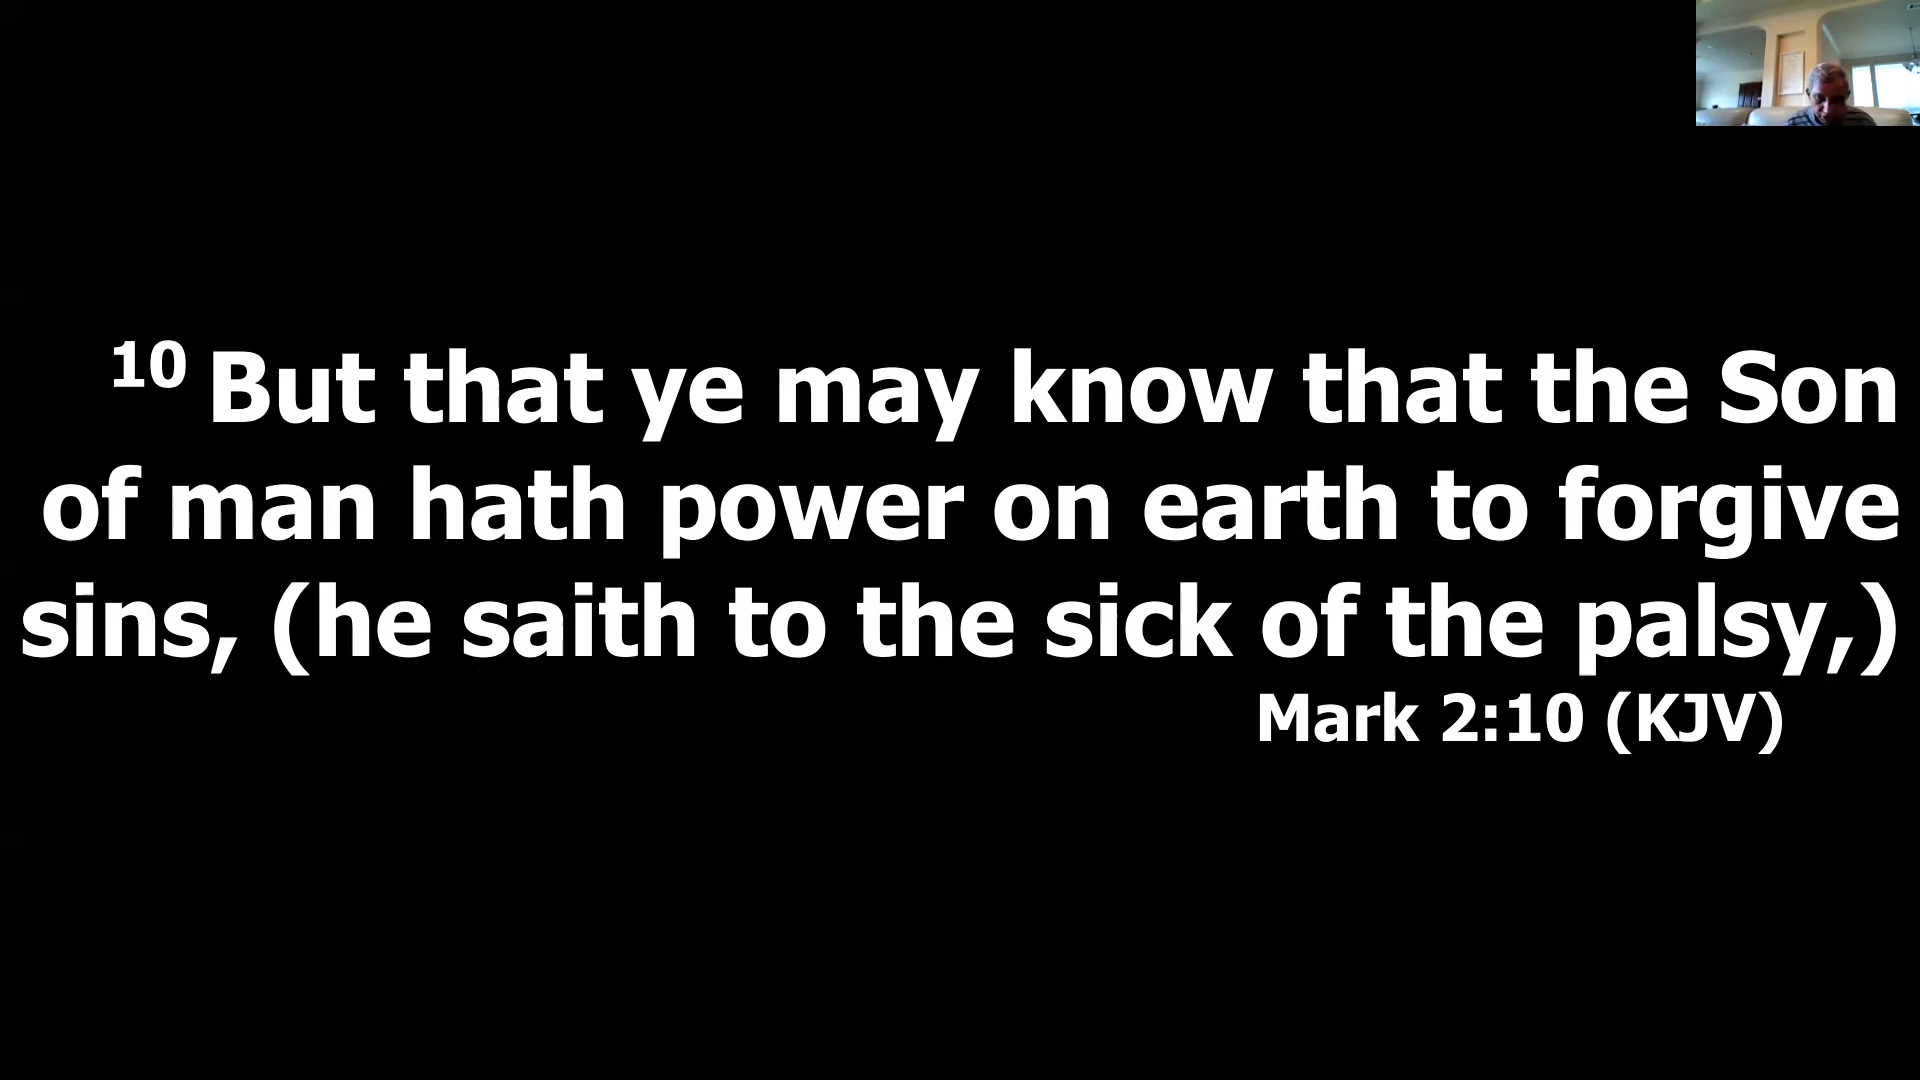 10 But that ye may know that the Son
of man hath power on earth to forgive
sins, (he saith to the sick of the palsy,)
Mark 2:10 (KJV)